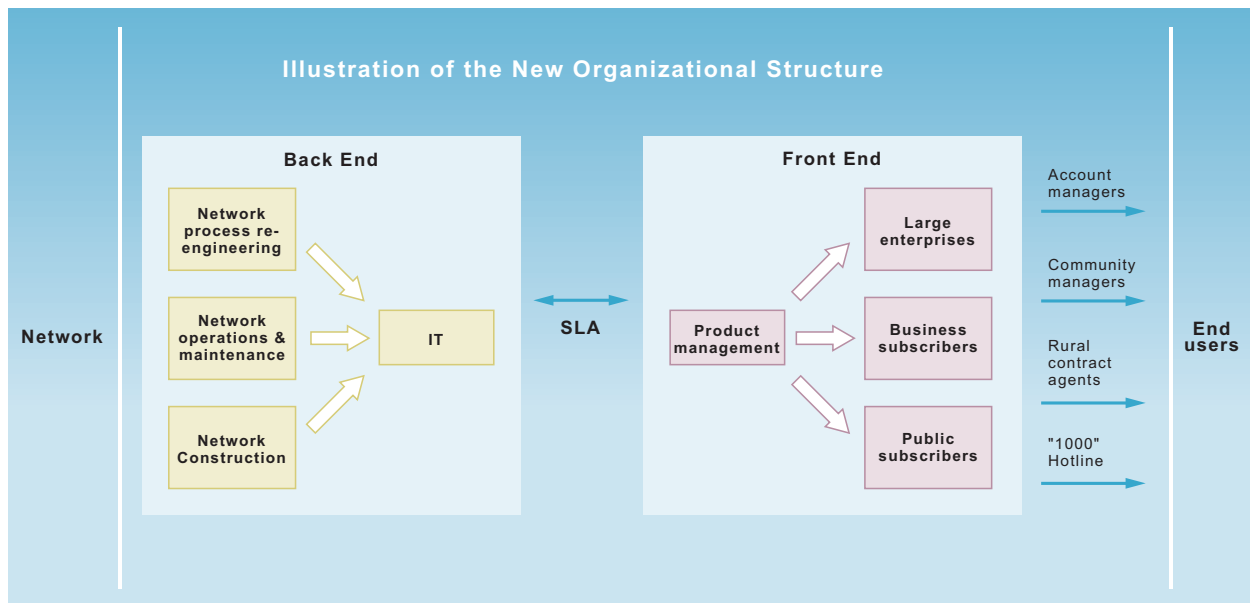 Illustration of the New Organizational Structure
Network
Back End
Network
process re-
engineering
Network
operations &
maintenance
Network
Construction
IT
SLA
Front End
Product
management
Large
enterprises
Business
subscribers
Public
subscribers
Account
managers
Community
managers
Rural
contract
agents
"1000"
Hotline
End
users